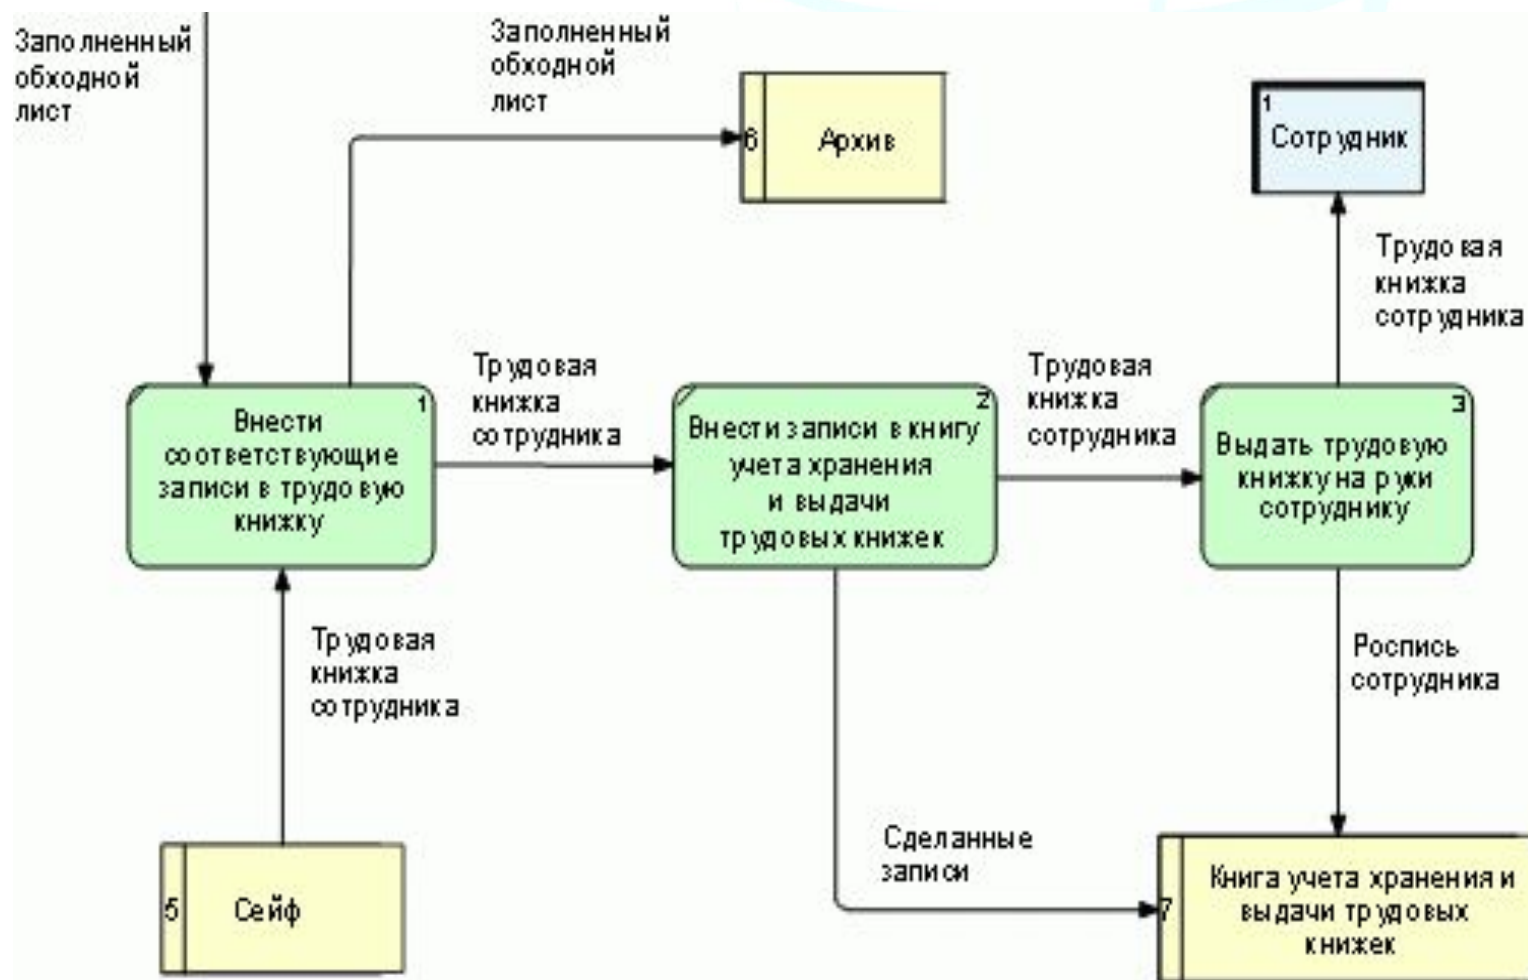 Заполненный
обходной
лист
Заполненный
обходной
лист
6
Архив
1
Сотрудник
Трудовая
книжка
сотрудника
1
Внести
соответствующие
записи в трудовую
книжку
Трудовая
книжка
сотрудника
2
Внести записи в книгу
учета хранения
и выдачи
трудовых книжек
Трудовая
книжка
сотрудника
3
Выдать трудовую
книжку на руки
сотруднику
Трудовая
книжка
сотрудника
Роспись
сотрудника
Сделанные
записи
5
Сейф
7
Книга учета хранения и
выдачи трудовых
книжек